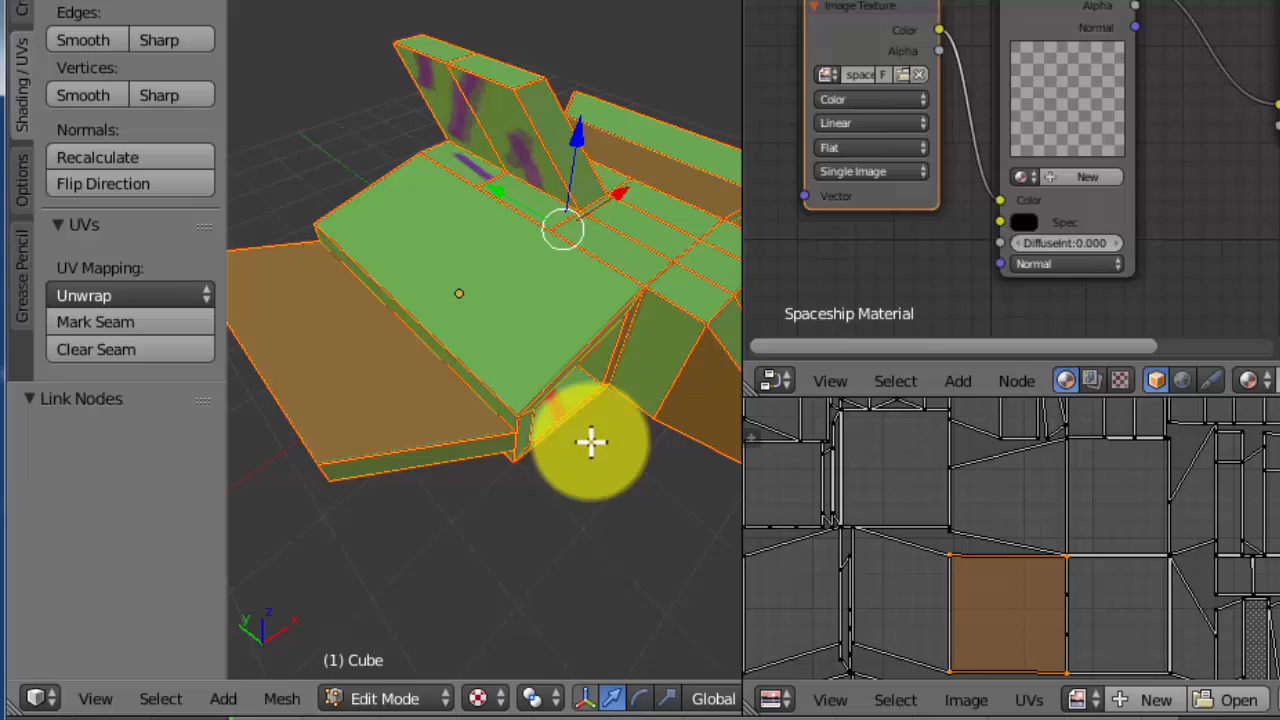 Edges:
Smooth Sharp
Vertices:
Smooth Sharp
Normals:
Recalculate
Flip Direction
UVs
UV Mapping:
Unwrap
Mark Seam
Clear Seam
Link Nodes
Shading / UVs
Options
Grease Pencil
y z x
(1) Cube
View Select Add Mesh Edit Mode Global
Image Texture
Color
Alpha
space F
Color
Linear
Flat
Single Image
Vector
Alpha
Normal
New
Color
Spec
DiffuseInt:0.000
Normal
Spaceship Material
View Select Add Node
View Select Image UVs New Open